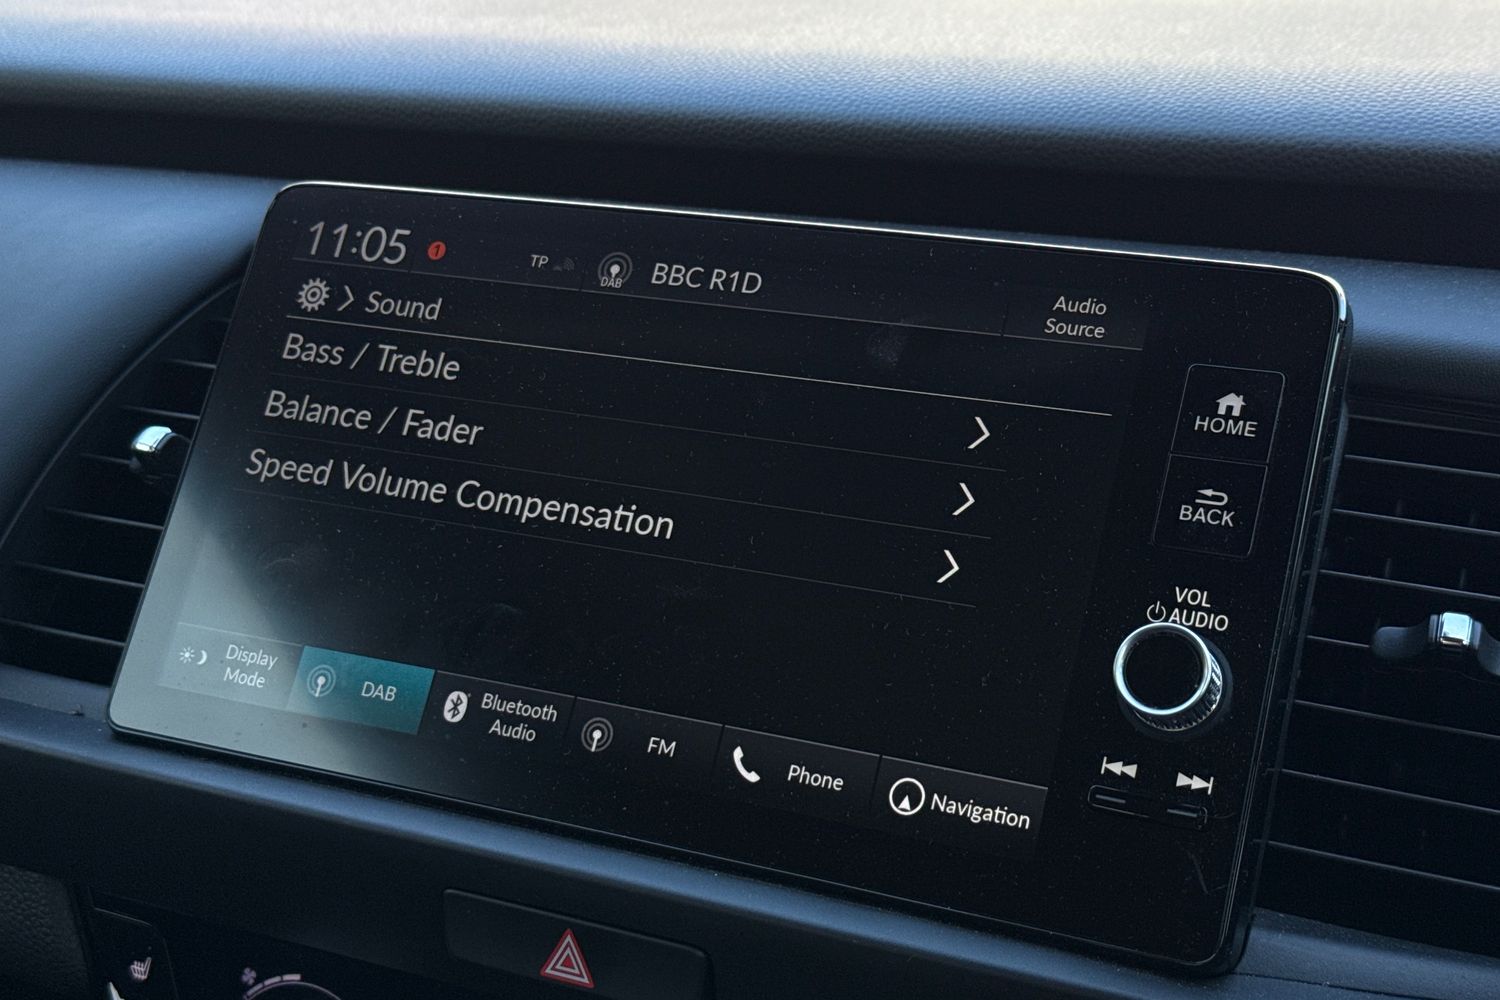 11:05 1 TP DAB BBC R1D
Audio
Source
Sound
Bass / Treble
Balance / Fader
Speed Volume Compensation
HOME
BACK
VOL
AUDIO
Display
Mode
DAB
Bluetooth
Audio
FM
Phone
Navigation